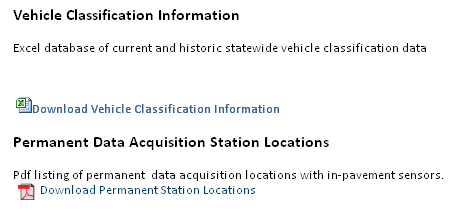 Vehicle Classification Information
Excel database of current and historic statewide vehicle classification data
Download Vehicle Classification Information
Permanent Data Acquisition Station Locations
Pdf listing of permanent data acquisition locations with in-pavement sensors.
Download Permanent Station Locations